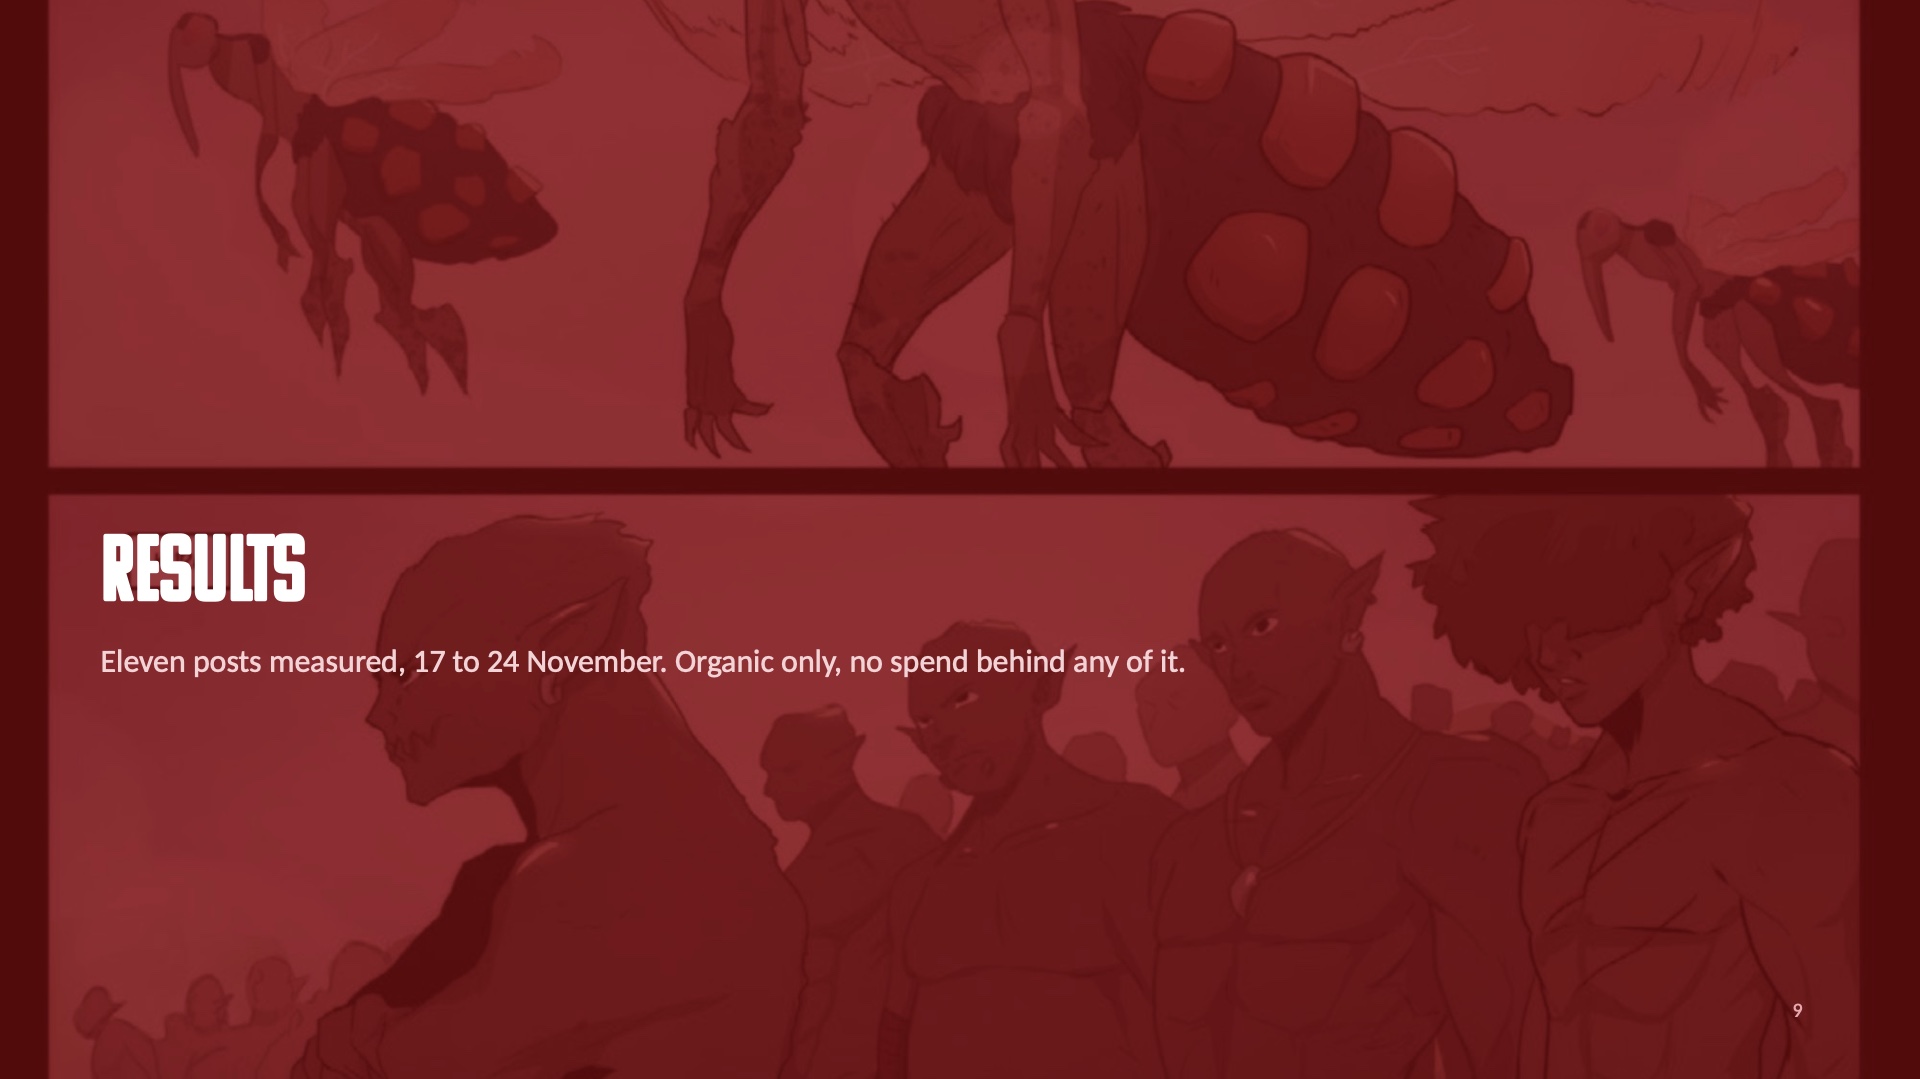 RESULTS
Eleven posts measured, 17 to 24 November. Organic only, no spend behind any of it.
9